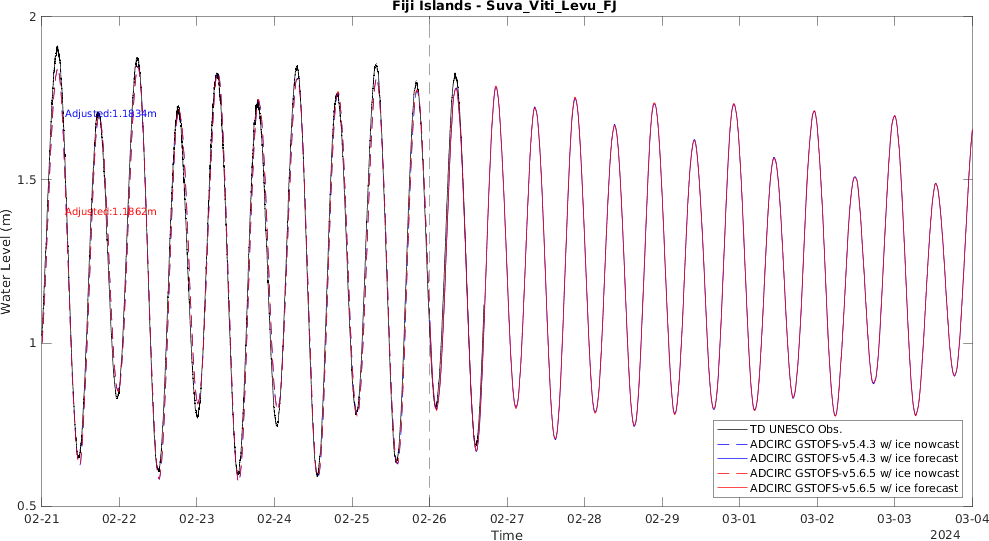 Fiji Islands - Suva_Viti_Levu_FJ
2
1.5
1
0.5
Water Level (m)
Adjusted:1.1834m
Adjusted:1.1862m
TD UNESCO Obs.
ADCIRC GSTOFS-v5.4.3 w/ ice nowcast
ADCIRC GSTOFS-v5.4.3 w/ ice forecast
ADCIRC GSTOFS-v5.6.5 w/ ice nowcast
ADCIRC GSTOFS-v5.6.5 w/ ice forecast
02-21 02-22 02-23 02-24 02-25 02-26 02-27 02-28 02-29 03-01 03-02 03-03 03-04
Time
2024